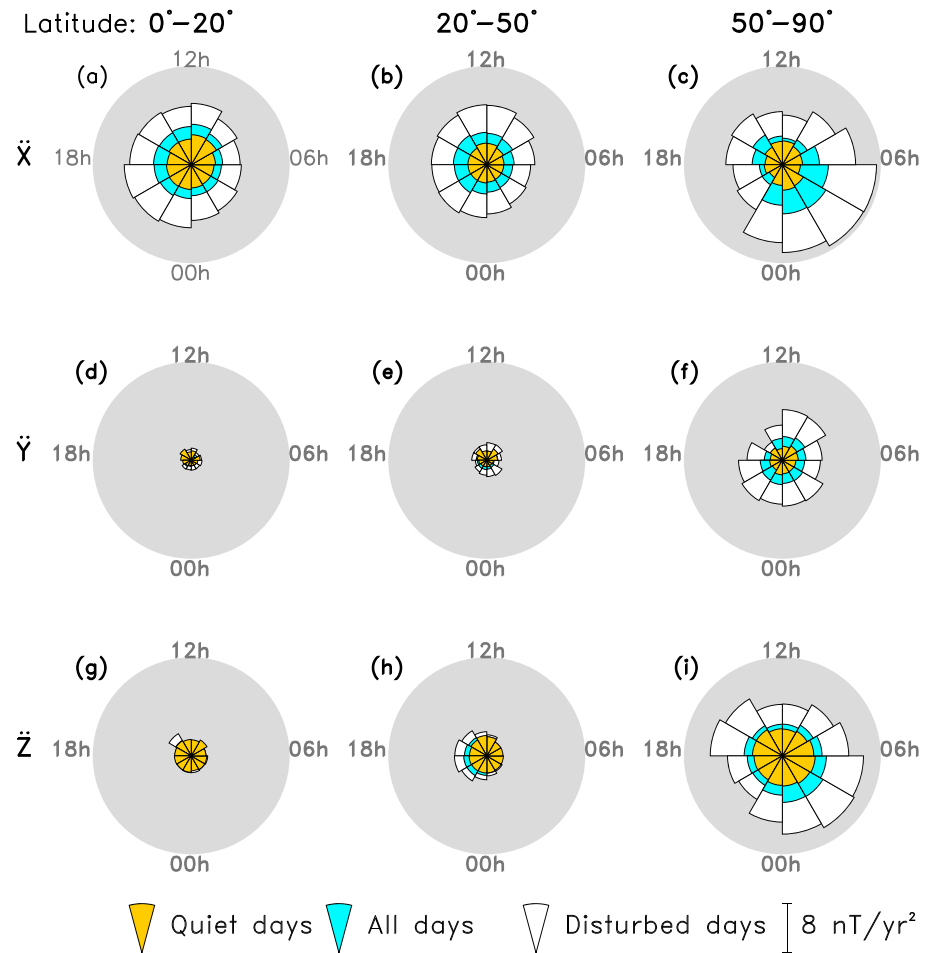 Latitude: 0°–20° 20°–50° 50°–90°
12h 12h 12h
(a) (b) (c)
Ẍ 18h 06h 18h 06h 18h 06h
00h 00h 00h
12h 12h 12h
(d) (e) (f)
Ÿ 18h 06h 18h 06h 18h 06h
00h 00h 00h
12h 12h 12h
(g) (h) (i)
Z̈ 18h 06h 18h 06h 18h 06h
00h 00h 00h
Quiet days All days Disturbed days 8 nT/yr²